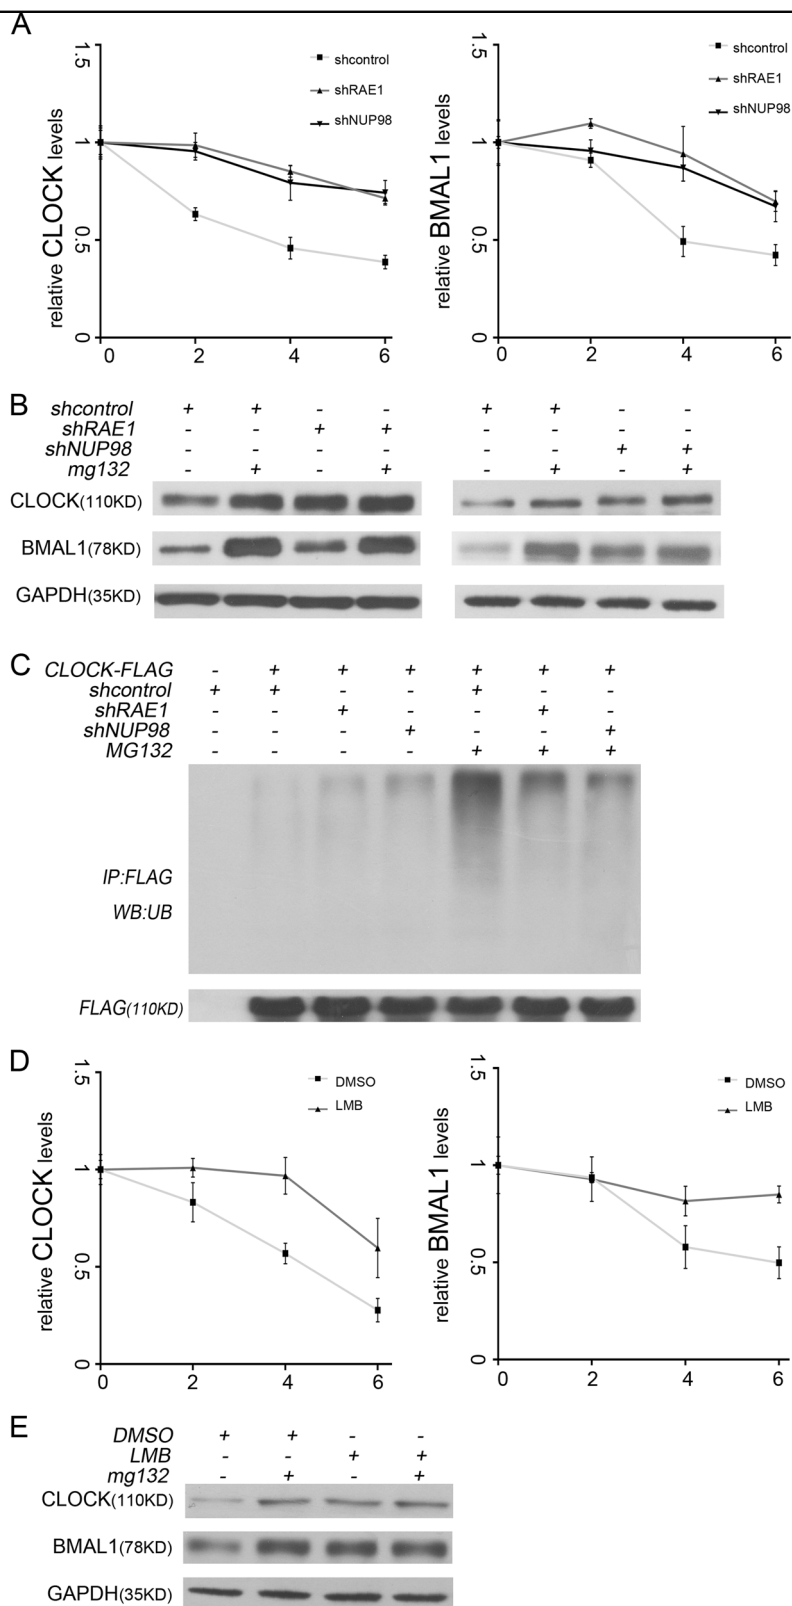 A
1.5
1
0.5
0
relative CLOCK levels
shcontrol
shRAE1
shNUP98
0 2 4 6
1.5
1
0.5
0
relative BMAL1 levels
shcontrol
shRAE1
shNUP98
0 2 4 6
B
shcontrol + + - - + + - -
shRAE1 - - + + - - - -
shNUP98 - - - - - - + +
mg132 - + - + - + - +
CLOCK(110KD)
BMAL1(78KD)
GAPDH(35KD)
C
CLOCK-FLAG - + + + + + +
shcontrol + + - - + - -
shRAE1 - - + - - + -
shNUP98 - - - + - - +
MG132 - - - - + + +
IP:FLAG
WB:UB
FLAG(110KD)
D
1.5
1
0.5
0
relative CLOCK levels
DMSO
LMB
0 2 4 6
1.5
1
0.5
0
relative BMAL1 levels
DMSO
LMB
0 2 4 6
E
DMSO + + - -
LMB - - + +
mg132 - + - +
CLOCK(110KD)
BMAL1(78KD)
GAPDH(35KD)